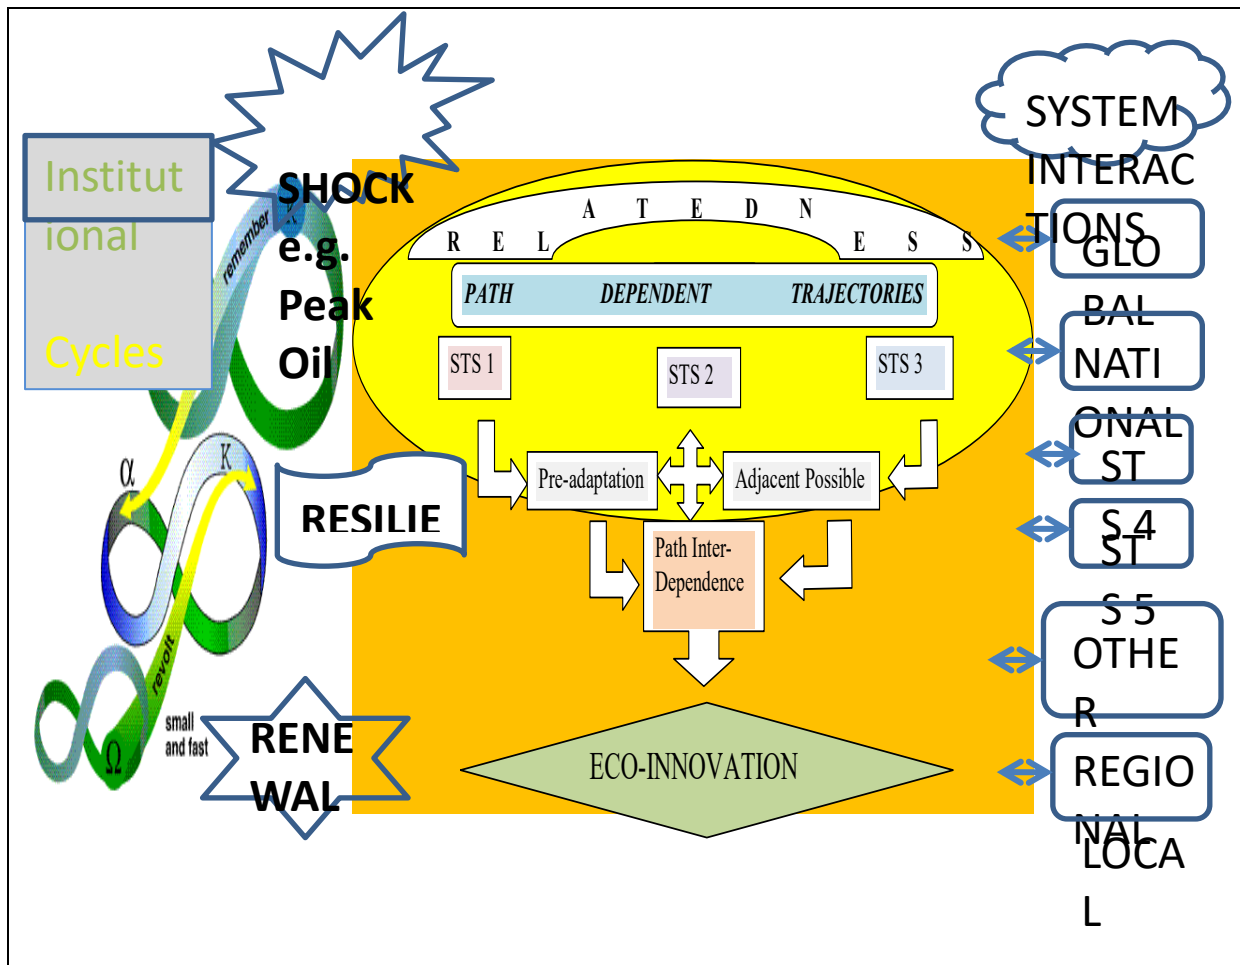 Institut
ional
Cycles
SHOCK
e.g.
Peak
Oil
remember
α
K
revolt
Ω
small
and fast
RESILIE
RENE
WAL
RELATEDNESS
PATH DEPENDENT TRAJECTORIES
STS 1
STS 2
STS 3
Pre-adaptation
Adjacent Possible
Path Inter-
Dependence
ECO-INNOVATION
SYSTEM
INTERAC
TIONS
GLO
BAL
NATI
ONAL
ST
S 4
ST
S 5
OTHE
R
REGIO
NAL
LOCA
L